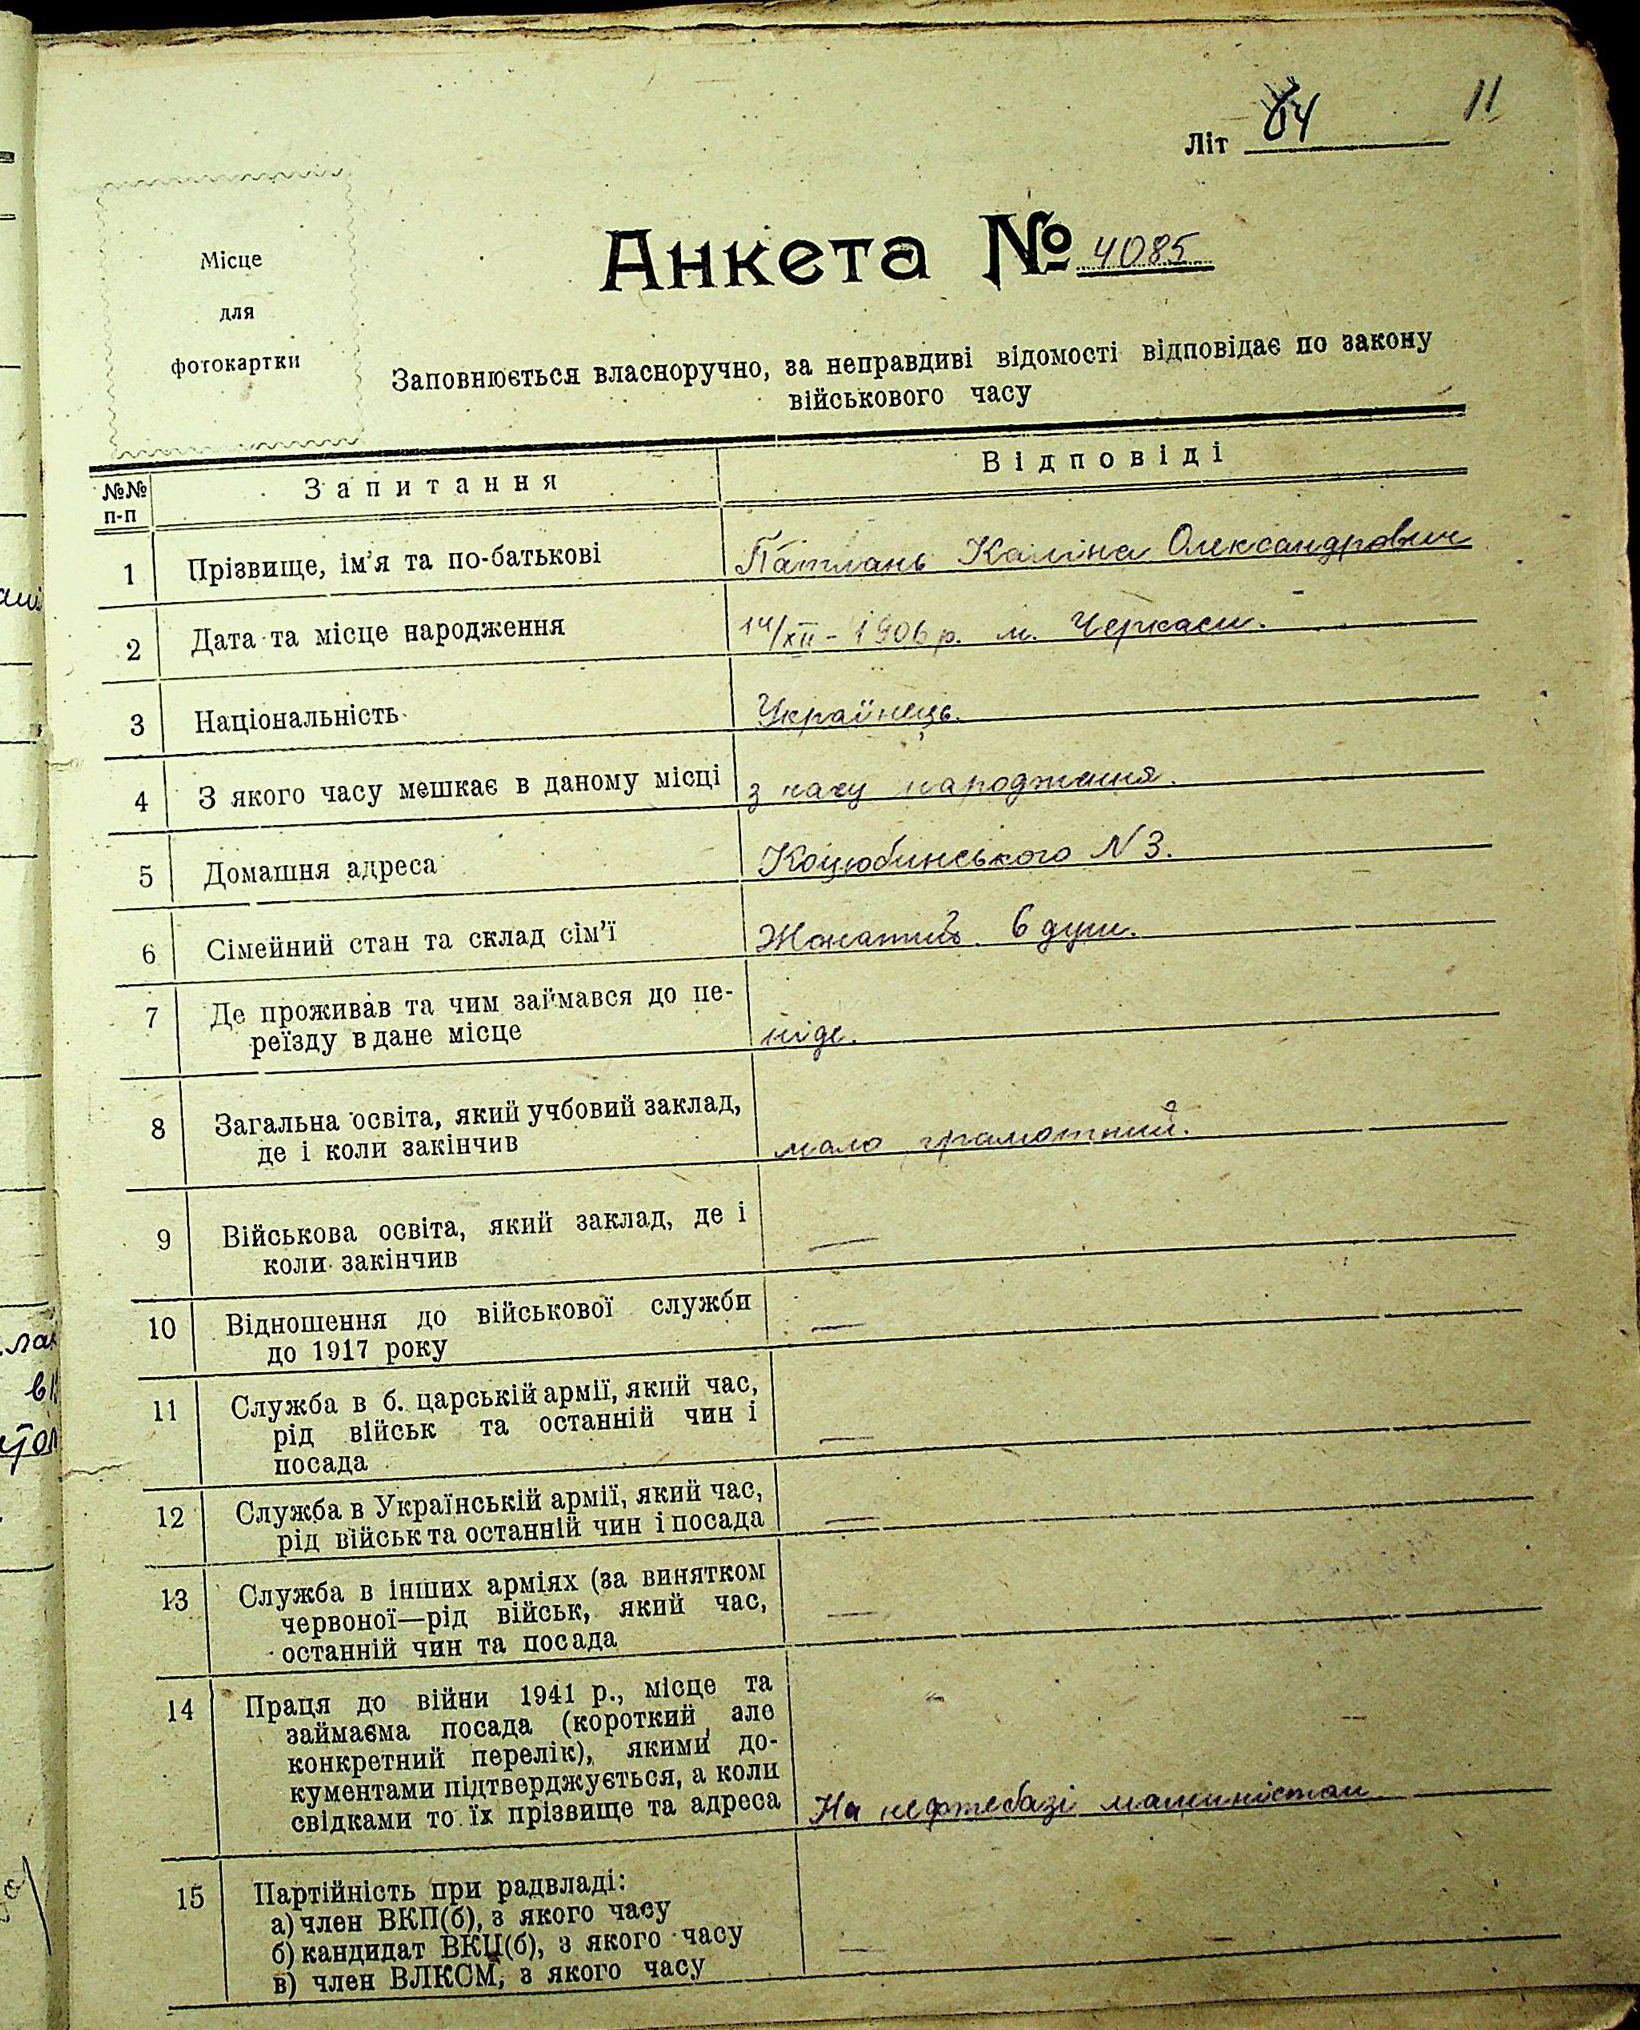 11
Літ 84
Місце
для
фотокартки
Анкета № 4085
Заповнюється власноручно, за неправдиві відомості відповідає по закону
військового часу
№№
п-п
Запитання
Відповіді
1 Прізвище, ім'я та по-батькові Патлань Каліна Олександрович
2 Дата та місце народження 14/XII - 1906 р. м. Черкаси.
3 Національність Українець.
4 З якого часу мешкає в даному місці з часу народження.
5 Домашня адреса Коцюбинського N 3.
6 Сімейний стан та склад сім'ї Жонатий. 6 душ.
7 Де проживав та чим займався до пе-
реїзду в дане місце ніде.
8 Загальна освіта, який учбовий заклад,
де і коли закінчив мало грамотний.
9 Військова освіта, який заклад, де і
коли закінчив —
10 Відношення до військової служби
до 1917 року —
11 Служба в б. царській армії, який час,
рід військ та останній чин і
посада —
12 Служба в Українській армії, який час,
рід військ та останній чин і посада —
13 Служба в інших арміях (за винятком
червоної—рід військ, який час,
останній чин та посада —
14 Праця до війни 1941 р., місце та
займаєма посада (короткий але
конкретний перелік), якими до-
кументами підтверджується, а коли
свідками то їх прізвище та адреса На нефтебазі машиністом
15 Партійність при радвладі:
а) член ВКП(б), з якого часу
б) кандидат ВКЦ(б), з якого часу —
в) член ВЛКСМ, з якого часу